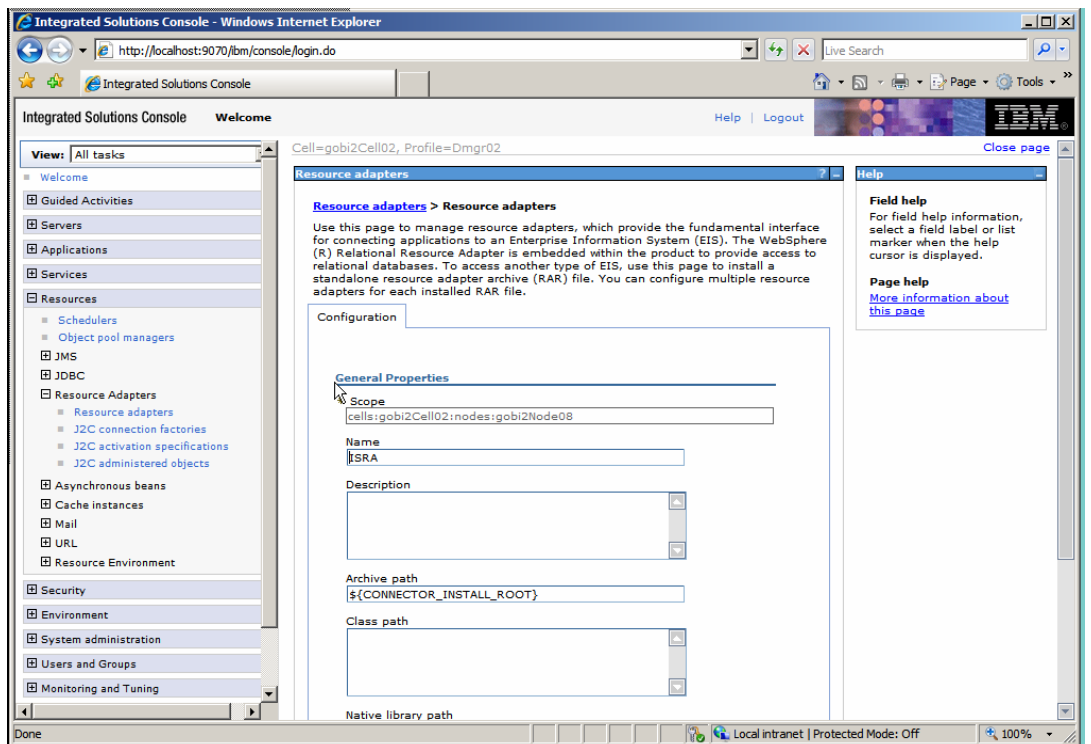 Integrated Solutions Console - Windows Internet Explorer
http://localhost:9070/ibm/console/login.do
Live Search
Integrated Solutions Console
Page
Tools
»
Integrated Solutions Console Welcome
Help | Logout
IBM®
View: All tasks
Welcome
Guided Activities
Servers
Applications
Services
Resources
Schedulers
Object pool managers
JMS
JDBC
Resource Adapters
Resource adapters
J2C connection factories
J2C activation specifications
J2C administered objects
Asynchronous beans
Cache instances
Mail
URL
Resource Environment
Security
Environment
System administration
Users and Groups
Monitoring and Tuning
Cell=gobi2Cell02, Profile=Dmgr02
Close page
Resource adapters
? -
Resource adapters > Resource adapters
Use this page to manage resource adapters, which provide the fundamental interface
for connecting applications to an Enterprise Information System (EIS). The WebSphere
(R) Relational Resource Adapter is embedded within the product to provide access to
relational databases. To access another type of EIS, use this page to install a
standalone resource adapter archive (RAR) file. You can configure multiple resource
adapters for each installed RAR file.
Configuration
General Properties
Scope
cells:gobi2Cell02:nodes:gobi2Node08
Name
ISRA
Description
Archive path
${CONNECTOR_INSTALL_ROOT}
Class path
Native library path
Help
Field help
For field help information,
select a field label or list
marker when the help
cursor is displayed.
Page help
More information about
this page
Done
Local intranet | Protected Mode: Off
100%